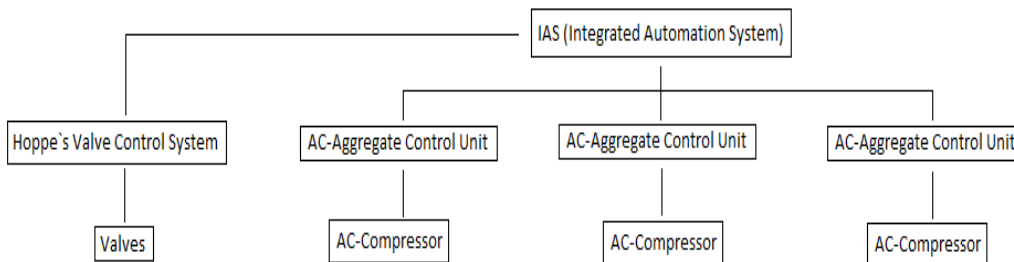 IAS (Integrated Automation System)
Hoppe`s Valve Control System
AC-Aggregate Control Unit
AC-Aggregate Control Unit
AC-Aggregate Control Unit
Valves
AC-Compressor
AC-Compressor
AC-Compressor